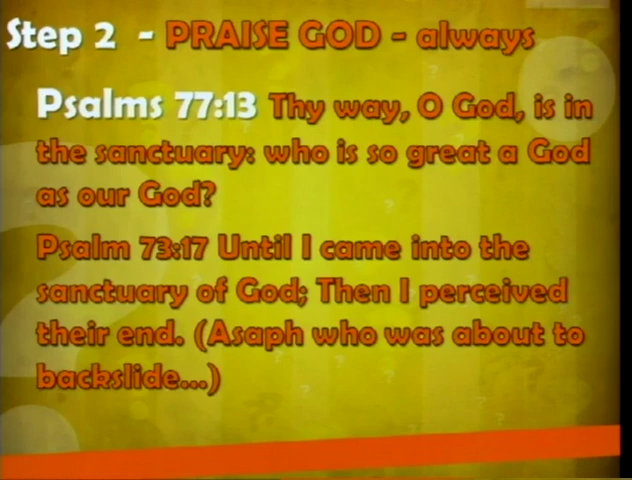 Step 2 - PRAISE GOD - always
Psalms 77:13 Thy way, O God, is in
the sanctuary: who is so great a God
as our God?
Psalm 73:17 Until I came into the
sanctuary of God; Then I perceived
their end. (Asaph who was about to
backslide...)